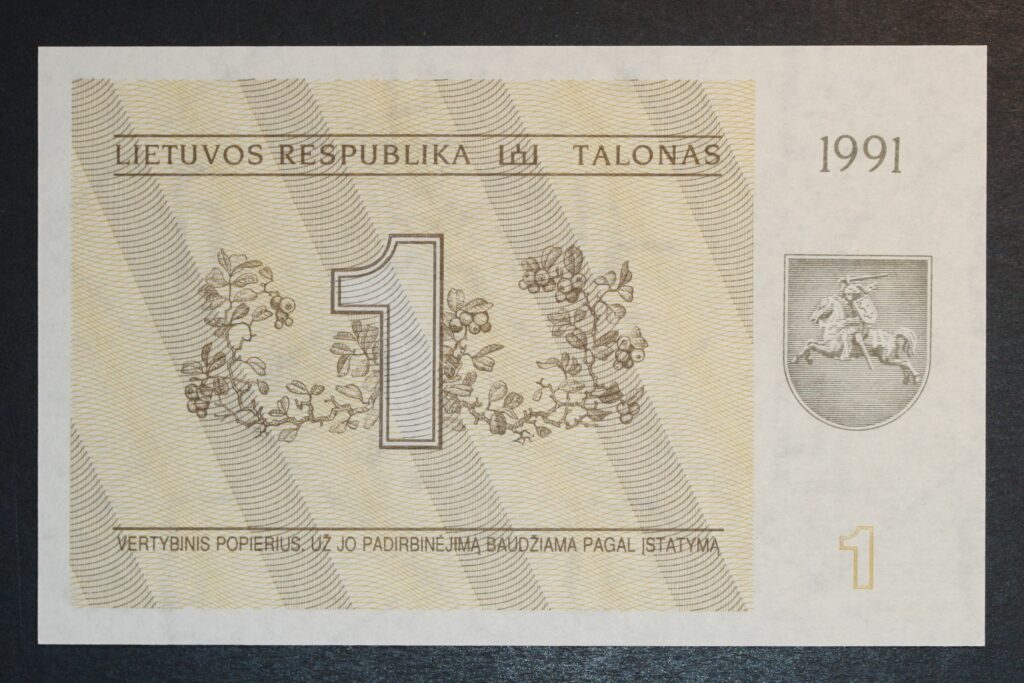 LIETUVOS RESPUBLIKA TALONAS
1991
1
VERTYBINIS POPIERIUS. UŽ JO PADIRBINĖJIMĄ BAUDŽIAMA PAGAL ĮSTATYMĄ
1